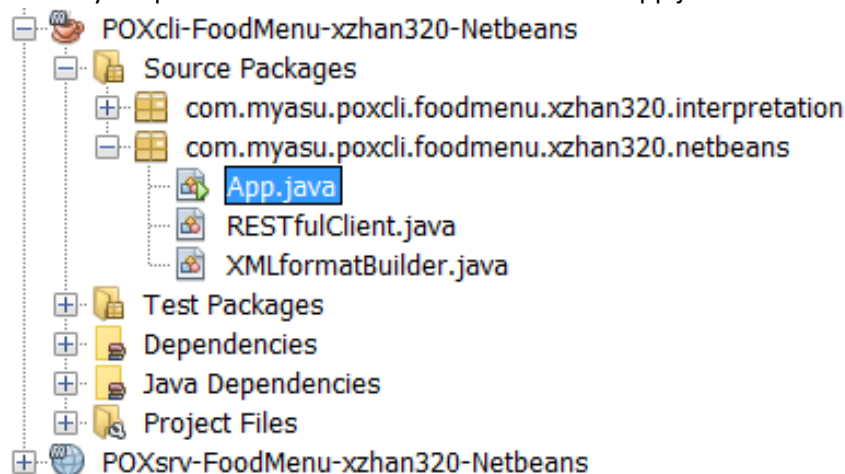 POXcli-FoodMenu-xzhan320-Netbeans
Source Packages
com.myasu.poxcli.foodmenu.xzhan320.interpretation
com.myasu.poxcli.foodmenu.xzhan320.netbeans
App.java
RESTfulClient.java
XMLformatBuilder.java
Test Packages
Dependencies
Java Dependencies
Project Files
POXsrv-FoodMenu-xzhan320-Netbeans